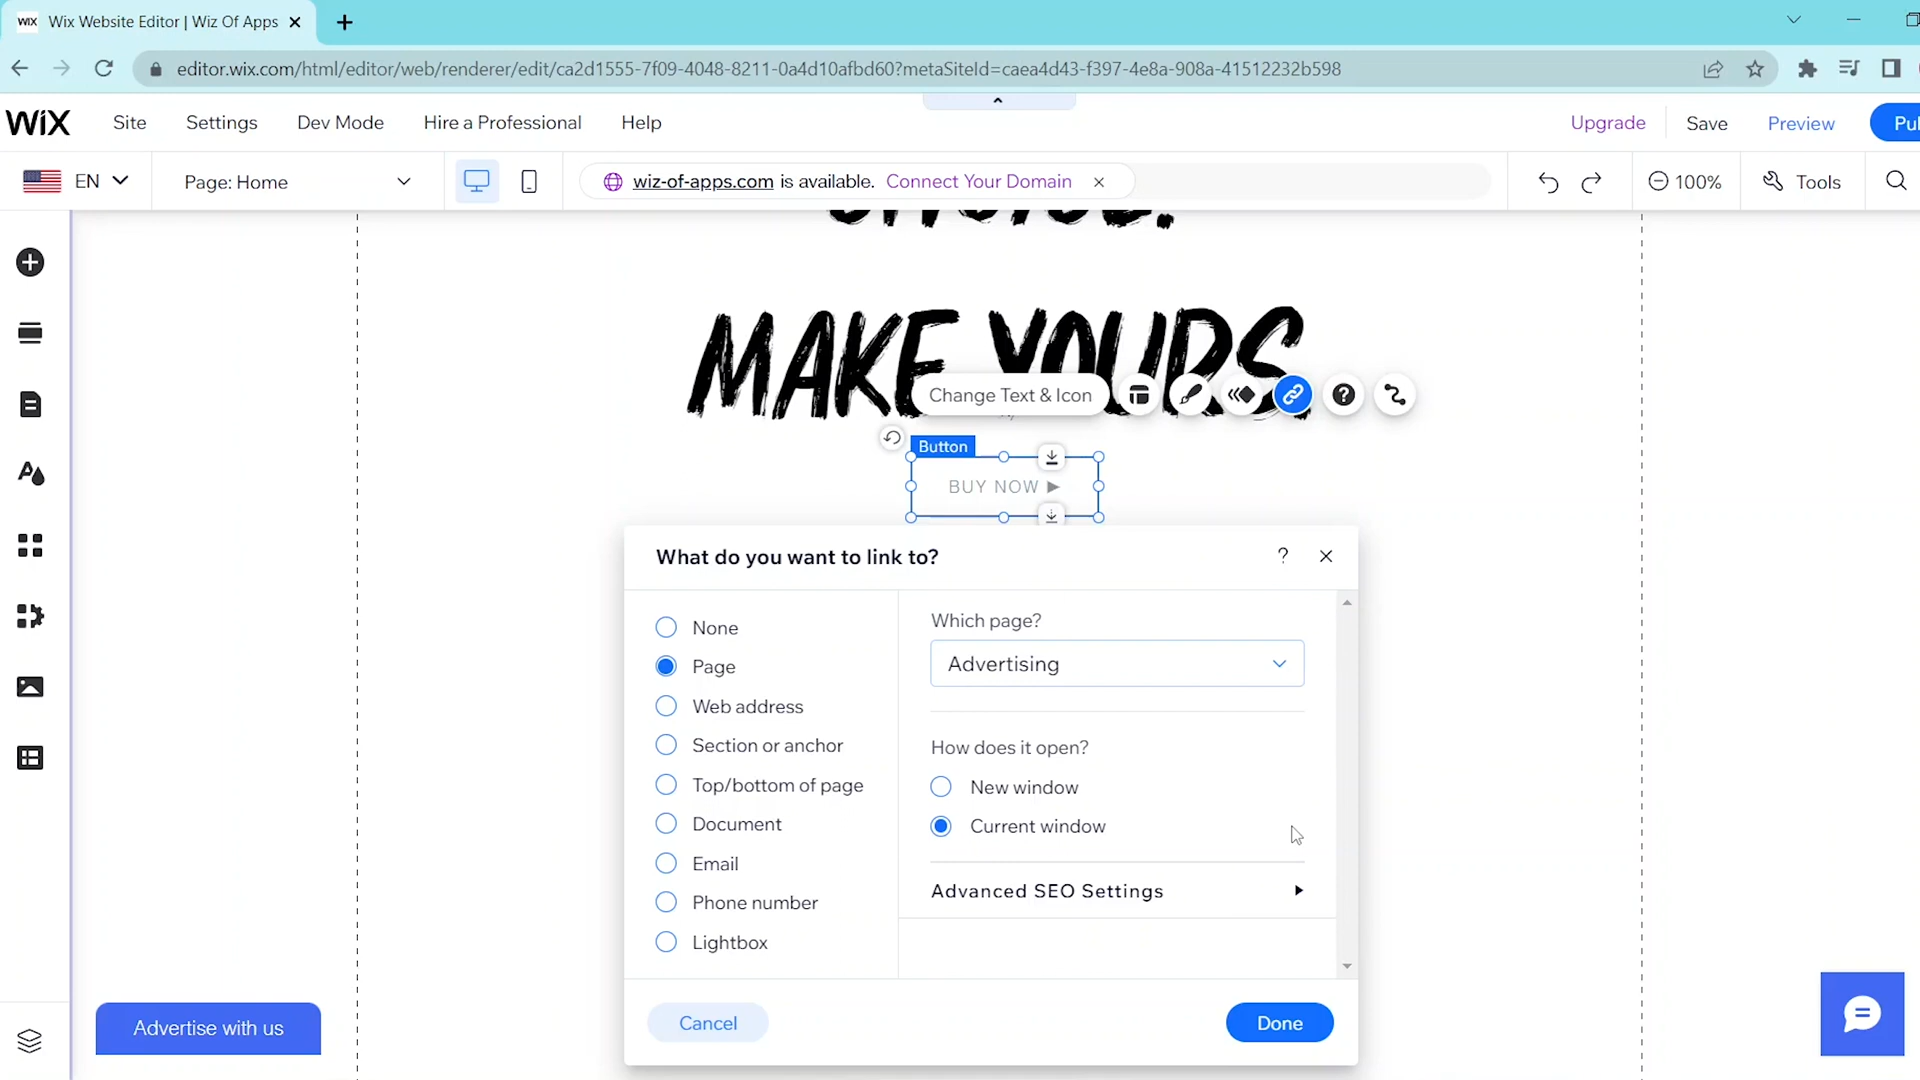 WIX Wix Website Editor | Wiz Of Apps
editor.wix.com/html/editor/web/renderer/edit/ca2d1555-7f09-4048-8211-0a4d10afbd60?metaSiteId=caea4d43-f397-4e8a-908a-41512232b598
WiX Site Settings Dev Mode Hire a Professional Help Upgrade Save Preview Pu
EN Page: Home wiz-of-apps.com is available. Connect Your Domain 100% Tools
MAKE YOURS.
Change Text & Icon
Button
BUY NOW ▶
What do you want to link to? ?
None
Page
Web address
Section or anchor
Top/bottom of page
Document
Email
Phone number
Lightbox
Which page?
Advertising
How does it open?
New window
Current window
Advanced SEO Settings
Cancel Done
Advertise with us